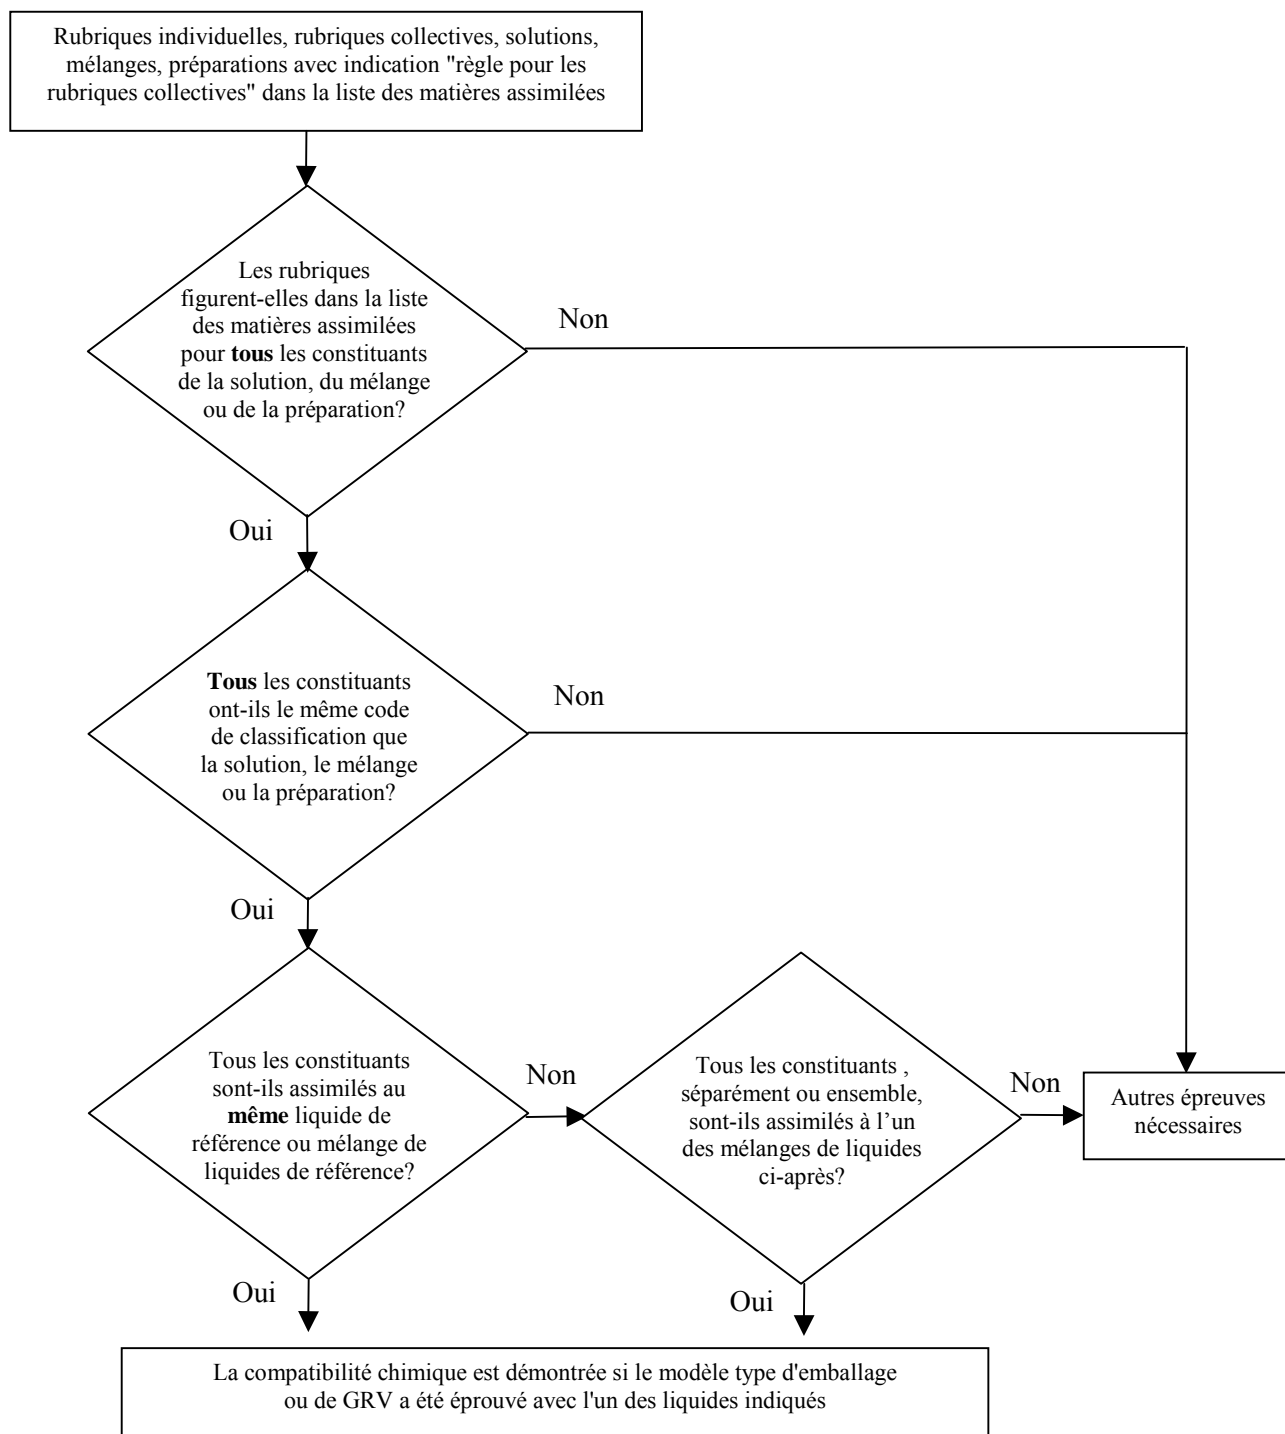 Rubriques individuelles, rubriques collectives, solutions,
mélanges, préparations avec indication "règle pour les
rubriques collectives" dans la liste des matières assimilées
Les rubriques
figurent-elles dans la liste
des matières assimilées
pour tous les constituants
de la solution, du mélange
ou de la préparation?
Non
Oui
Tous les constituants
ont-ils le même code
de classification que
la solution, le mélange
ou la préparation?
Non
Oui
Tous les constituants
sont-ils assimilés au
même liquide de
référence ou mélange de
liquides de référence?
Non
Tous les constituants ,
séparément ou ensemble,
sont-ils assimilés à l’un
des mélanges de liquides
ci-après?
Non
Autres épreuves
nécessaires
Oui
Oui
La compatibilité chimique est démontrée si le modèle type d'emballage
ou de GRV a été éprouvé avec l'un des liquides indiqués